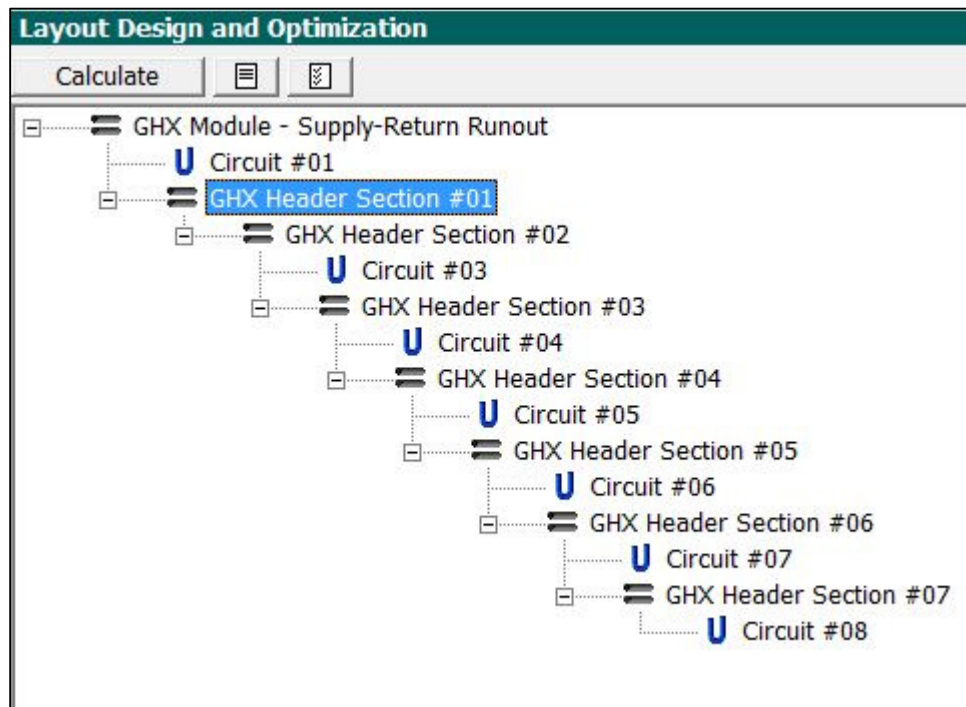 Layout Design and Optimization
Calculate
GHX Module - Supply-Return Runout
Circuit #01
GHX Header Section #01
GHX Header Section #02
Circuit #03
GHX Header Section #03
Circuit #04
GHX Header Section #04
Circuit #05
GHX Header Section #05
Circuit #06
GHX Header Section #06
Circuit #07
GHX Header Section #07
Circuit #08